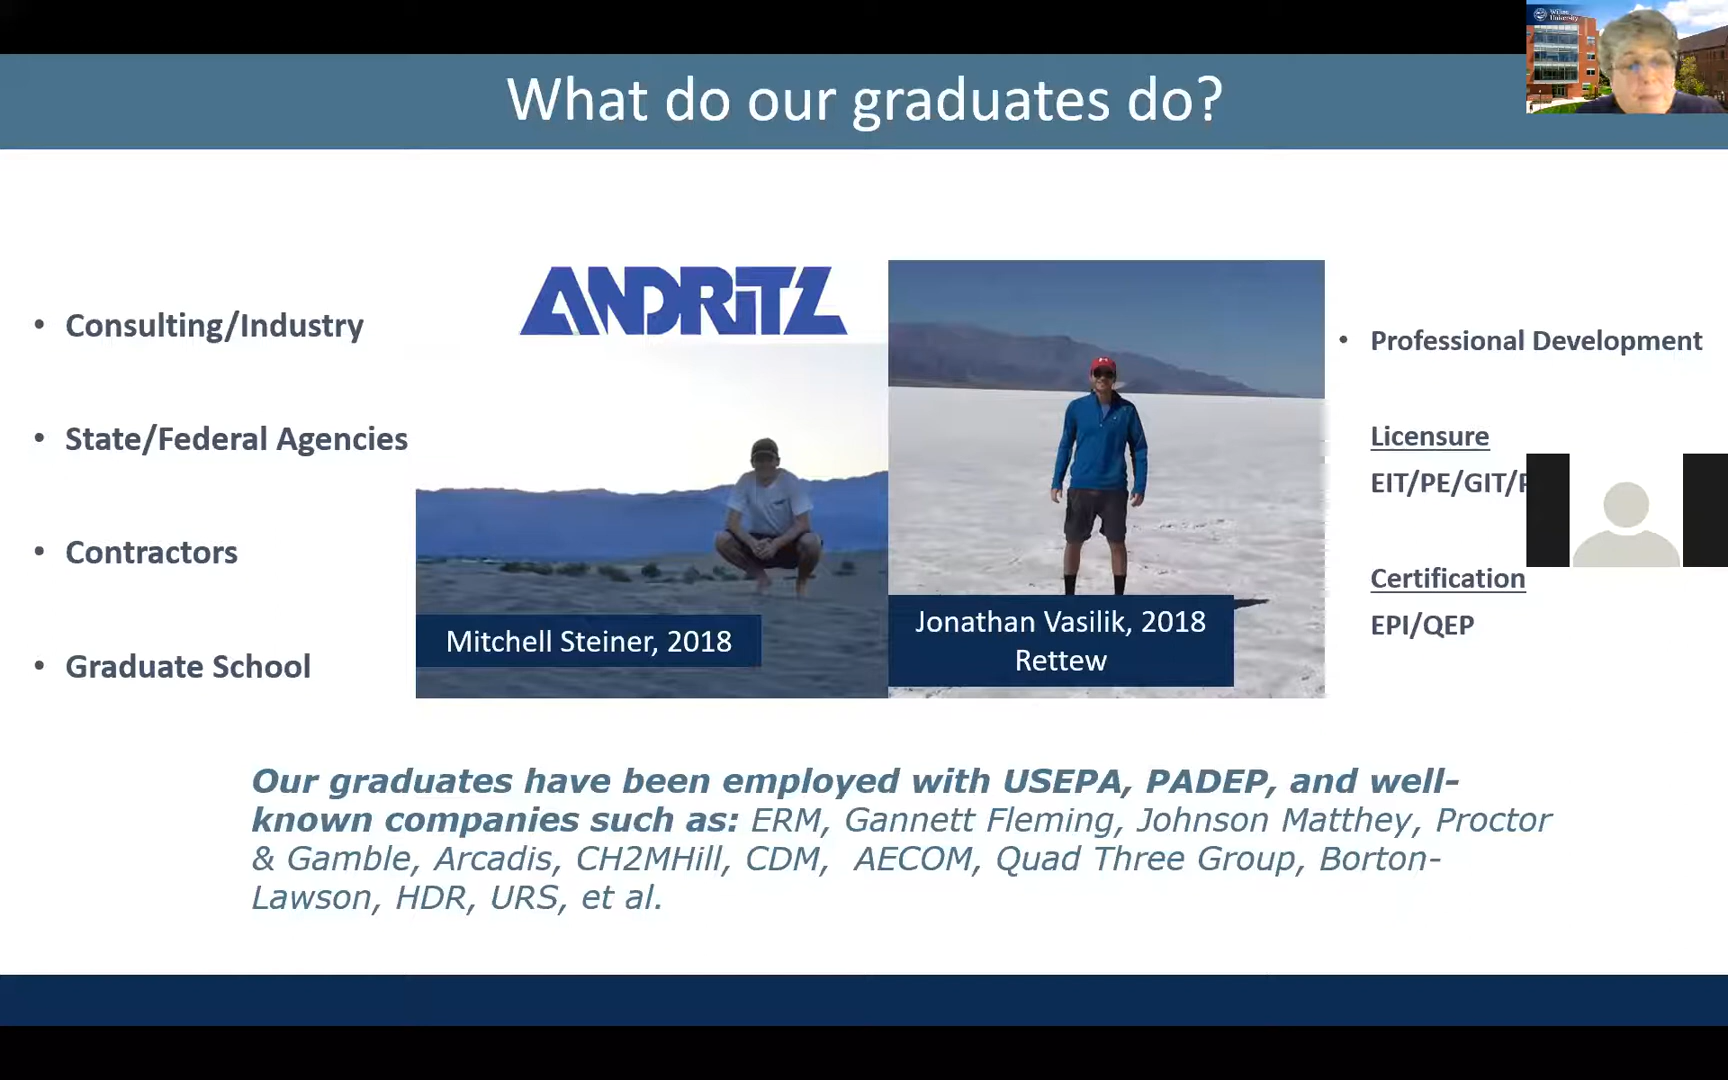 What do our graduates do?
• Consulting/Industry
• State/Federal Agencies
• Contractors
• Graduate School
ANDRITZ
Mitchell Steiner, 2018
Jonathan Vasilik, 2018
Rettew
• Professional Development
Licensure
EIT/PE/GIT/
Certification
EPI/QEP
Our graduates have been employed with USEPA, PADEP, and well-
known companies such as: ERM, Gannett Fleming, Johnson Matthey, Proctor
& Gamble, Arcadis, CH2MHill, CDM, AECOM, Quad Three Group, Borton-
Lawson, HDR, URS, et al.